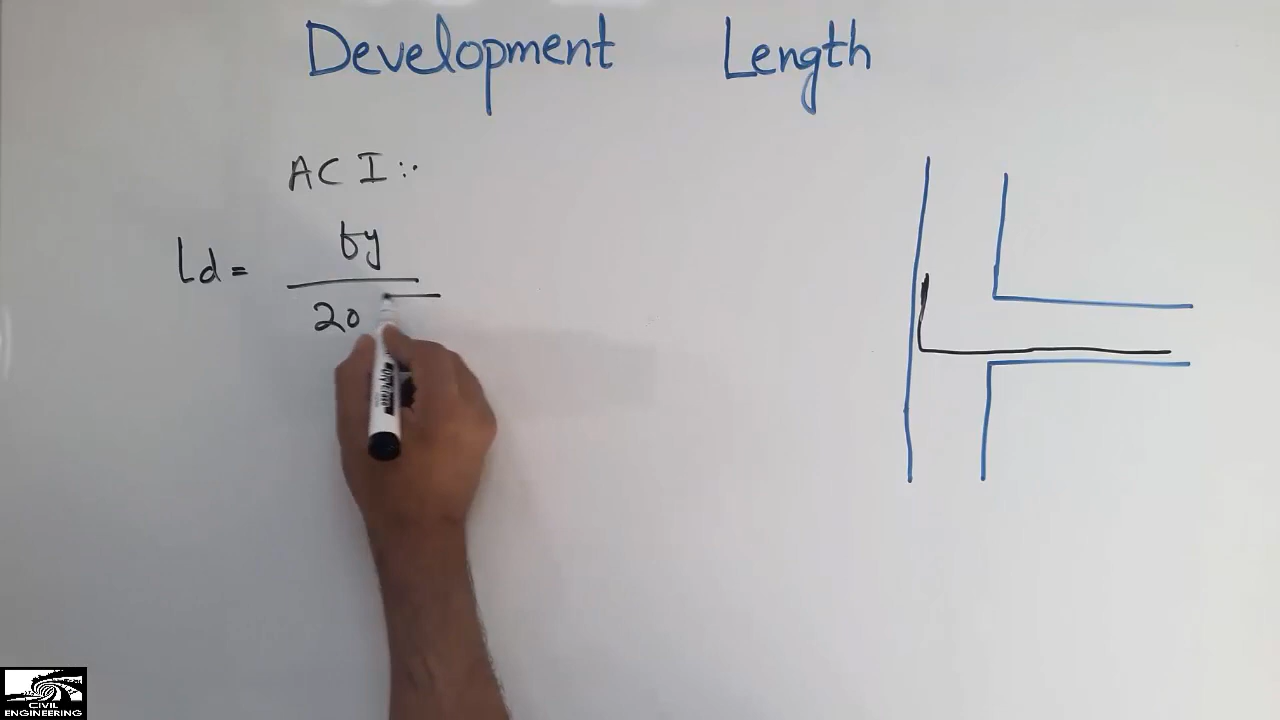 Development Length
ACI :-
ld = fy
20
CIVIL
ENGINEERING